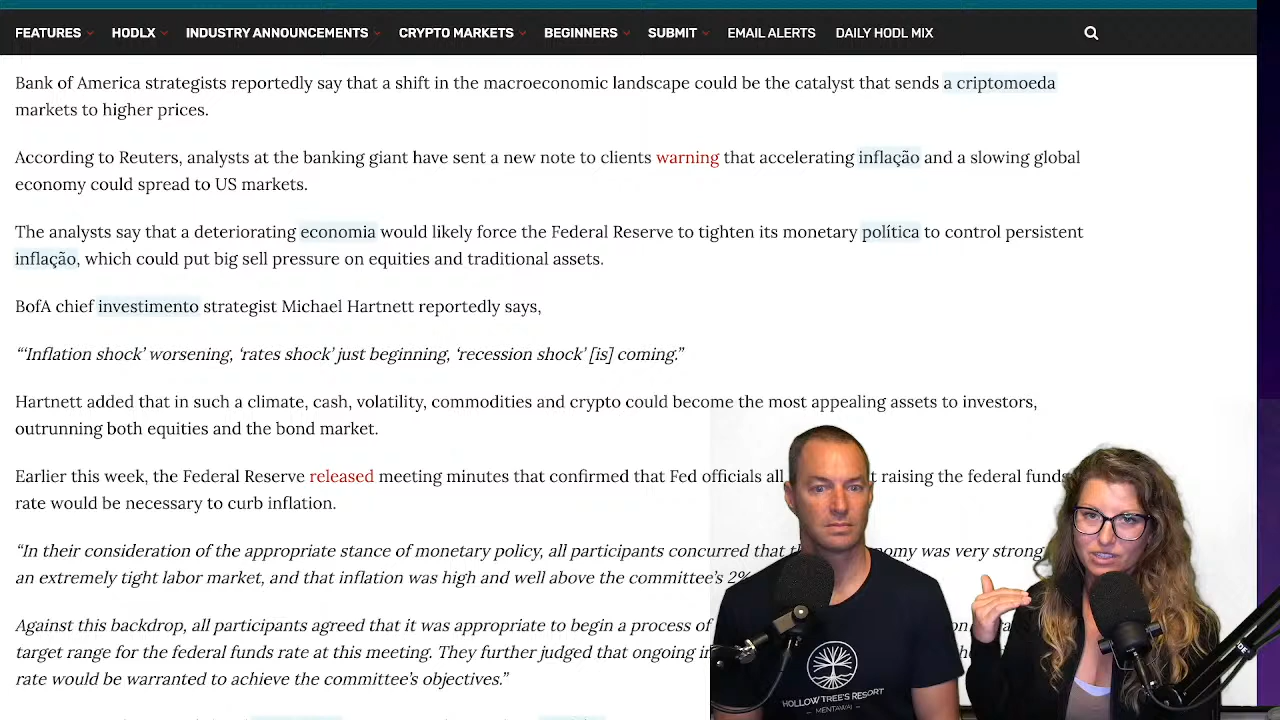 FEATURES HODLX INDUSTRY ANNOUNCEMENTS CRYPTO MARKETS BEGINNERS SUBMIT EMAIL ALERTS DAILY HODL MIX
Bank of America strategists reportedly say that a shift in the macroeconomic landscape could be the catalyst that sends a criptomoeda
markets to higher prices.
According to Reuters, analysts at the banking giant have sent a new note to clients warning that accelerating inflação and a slowing global
economy could spread to US markets.
The analysts say that a deteriorating economia would likely force the Federal Reserve to tighten its monetary política to control persistent
inflação, which could put big sell pressure on equities and traditional assets.
BofA chief investimento strategist Michael Hartnett reportedly says,
“‘Inflation shock’ worsening, ‘rates shock’ just beginning, ‘recession shock’ [is] coming.”
Hartnett added that in such a climate, cash, volatility, commodities and crypto could become the most appealing assets to investors,
outrunning both equities and the bond market.
Earlier this week, the Federal Reserve released meeting minutes that confirmed that Fed officials all raising the federal funds
rate would be necessary to curb inflation.
“In their consideration of the appropriate stance of monetary policy, all participants concurred that was very strong,
an extremely tight labor market, and that inflation was high and well above the committee’s 2%
Against this backdrop, all participants agreed that it was appropriate to begin a process of
target range for the federal funds rate at this meeting. They further judged that ongoing
rate would be warranted to achieve the committee’s objectives.”
HOLLOW TREE'S RESORT
MENTAWAI